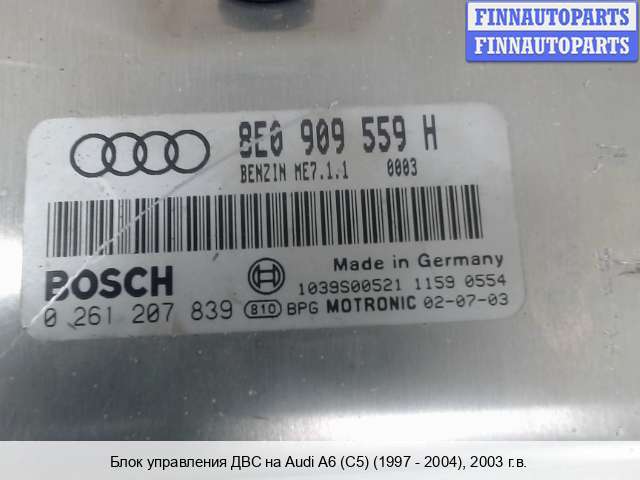 FINNAUTOPARTS
FINNAUTOPARTS
8E0 909 559 H
BENZIN ME7.1.1 0003
BOSCH
Made in Germany
1039S00521 1159 0554
0 261 207 839 810 BPG MOTRONIC 02-07-03
Блок управления ДВС на Audi A6 (C5) (1997 - 2004), 2003 г.в.